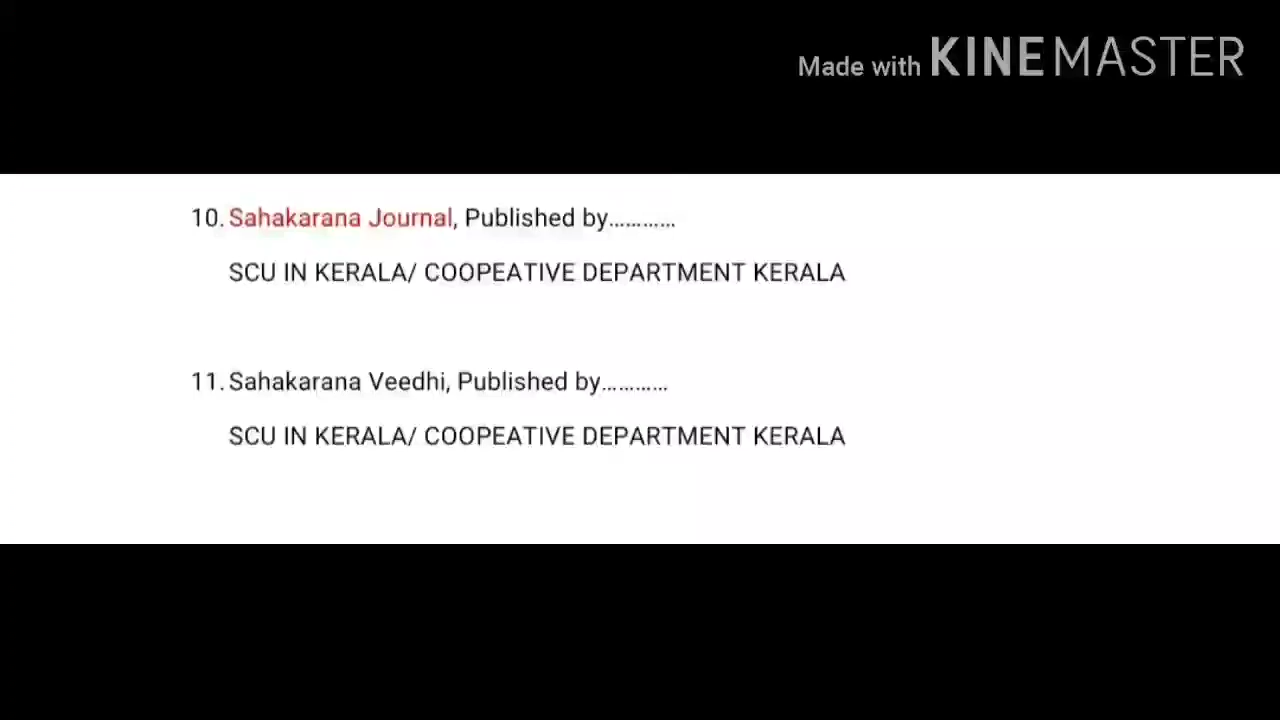 Made with KINEMASTER
10. Sahakarana Journal, Published by............
SCU IN KERALA/ COOPEATIVE DEPARTMENT KERALA
11. Sahakarana Veedhi, Published by............
SCU IN KERALA/ COOPEATIVE DEPARTMENT KERALA